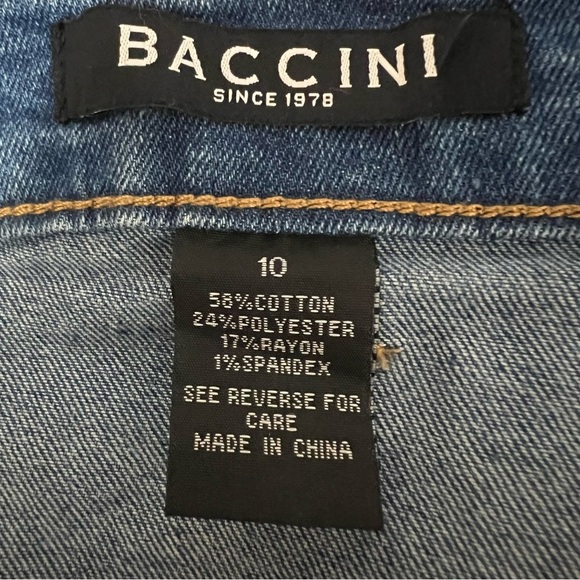 BACCINI
SINCE 1978
10
58%COTTON
24%POLYESTER
17%RAYON
1%SPANDEX
SEE REVERSE FOR
CARE
MADE IN CHINA